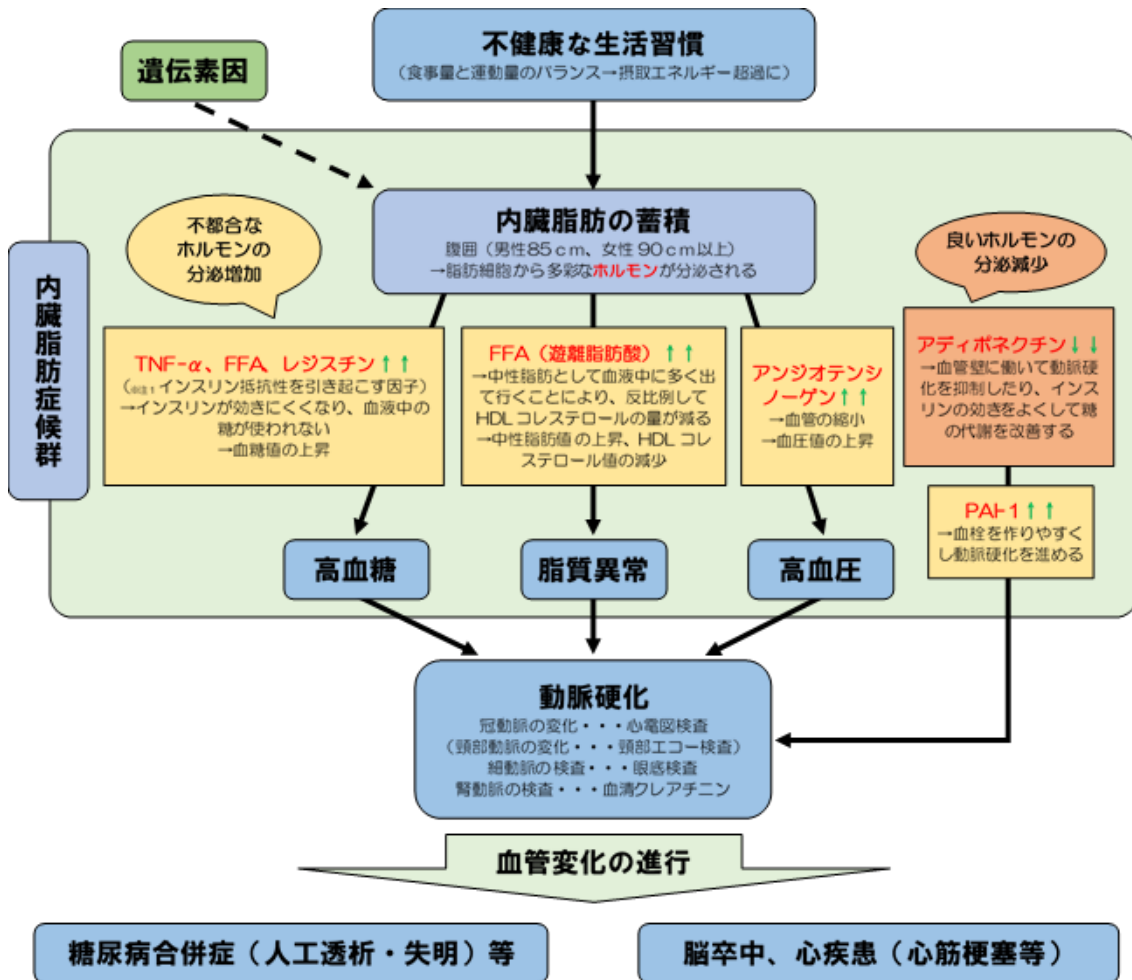 不健康な生活習慣
（食事量と運動量のバランス→摂取エネルギー超過に）
遺伝素因
内臓脂肪の蓄積
腹囲（男性85cm、女性90cm以上）
→脂肪細胞から多彩なホルモンが分泌される
不都合な
ホルモンの
分泌増加
良いホルモンの
分泌減少
内臓脂肪症候群
TNF-α、FFA、レジスチン↑↑
（※注1インスリン抵抗性を引き起こす因子）
→インスリンが効きにくくなり、血液中の
糖が使われない
→血糖値の上昇
FFA（遊離脂肪酸）↑↑
→中性脂肪として血液中に多く出
て行くことにより、反比例して
HDLコレステロールの量が減る
→中性脂肪値の上昇、HDLコレ
ステロール値の減少
アンジオテンシ
ノーゲン↑↑
→血管の縮小
→血圧値の上昇
アディポネクチン↓↓
→血管壁に働いて動脈硬
化を抑制したり、インス
リンの効きをよくして糖
の代謝を改善する
PAI-1↑↑
→血栓を作りやすく
し動脈硬化を進める
高血糖
脂質異常
高血圧
動脈硬化
冠動脈の変化・・・心電図検査
（頸部動脈の変化・・・頸部エコー検査）
細動脈の検査・・・眼底検査
腎動脈の検査・・・血清クレアチニン
血管変化の進行
糖尿病合併症（人工透析・失明）等
脳卒中、心疾患（心筋梗塞等）